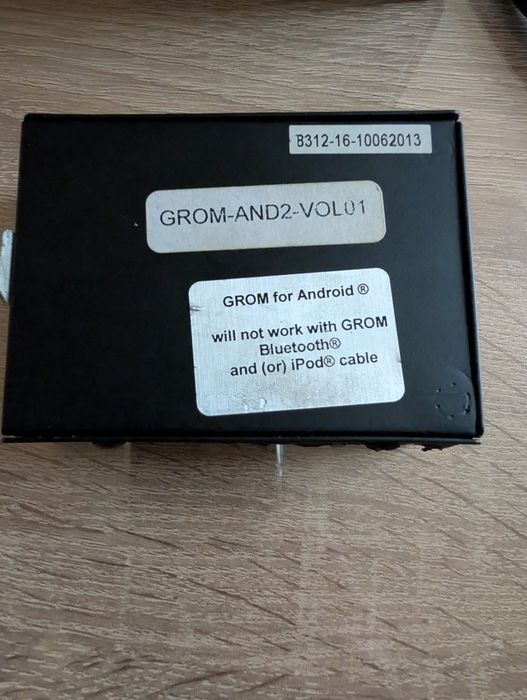 B312-16-10062013
GROM-AND2-VOL01
GROM for Android ®
will not work with GROM
Bluetooth®
and (or) iPod® cable